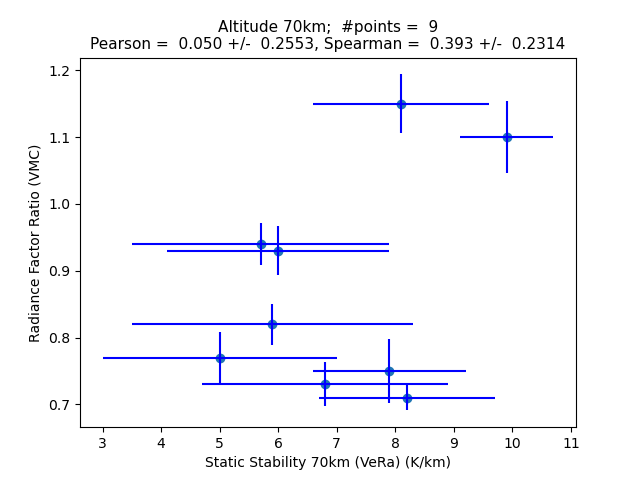 Altitude 70km;  #points =  9
Pearson =  0.050 +/-  0.2553, Spearman =  0.393 +/-  0.2314
1.2
1.1
1.0
0.9
0.8
0.7
Radiance Factor Ratio (VMC)
3 4 5 6 7 8 9 10 11
Static Stability 70km (VeRa) (K/km)